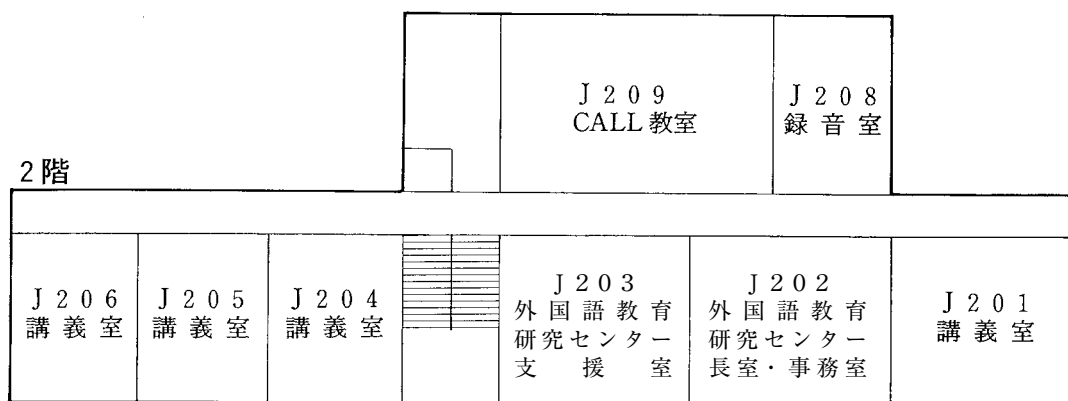 J209
CALL教室
J208
録音室
2階
J206
講義室
J205
講義室
J204
講義室
J203
外国語教育
研究センター
支援室
J202
外国語教育
研究センター
長室・事務室
J201
講義室